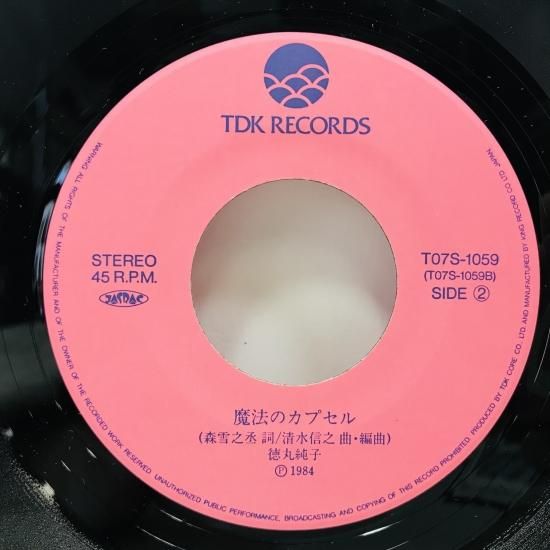 TDK RECORDS
STEREO
45 R.P.M.
JASRAC
T07S-1059
(T07S-1059B)
SIDE ②
魔法のカプセル
(森雪之丞 詞/清水信之 曲・編曲)
徳丸純子
Ⓟ1984
WARNING: ALL RIGHTS OF THE MANUFACTURER AND OF THE OWNER OF THE RECORDED WORK RESERVED. UNAUTHORIZED PUBLIC PERFORMANCE, BROADCASTING AND COPYING OF THIS RECORD PROHIBITED. PRODUCED BY TDK CORE CO. LTD. AND MANUFACTURED BY KING RECORD CO. LTD. JAPAN